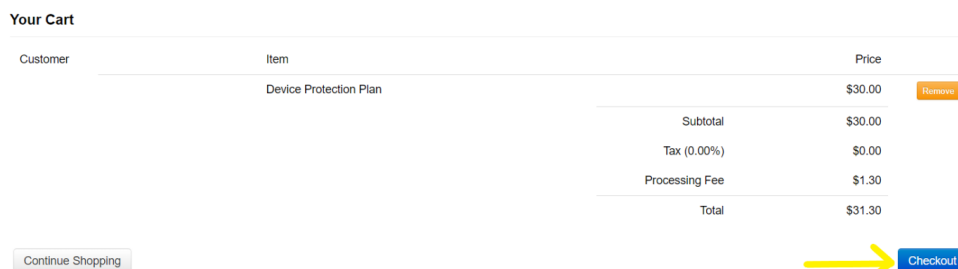 Your Cart
Customer Item Price
Device Protection Plan $30.00 Remove
Subtotal $30.00
Tax (0.00%) $0.00
Processing Fee $1.30
Total $31.30
Continue Shopping Checkout